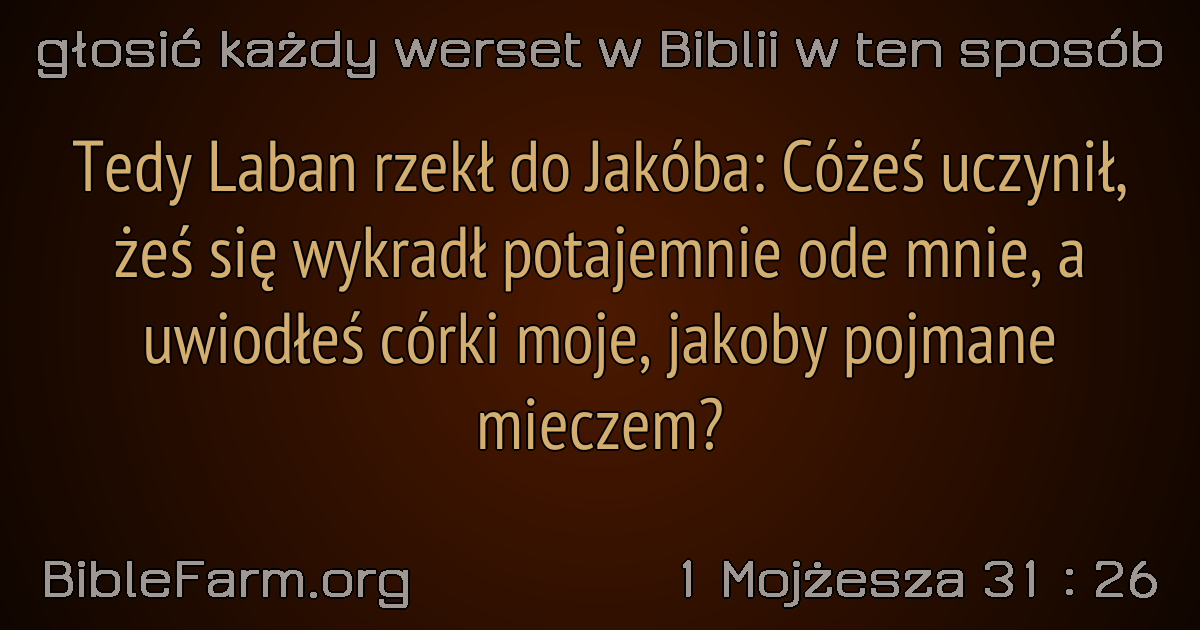 głosić każdy werset w Biblii w ten sposób
Tedy Laban rzekł do Jakóba: Cóżeś uczynił,
żeś się wykradł potajemnie ode mnie, a
uwiodłeś córki moje, jakoby pojmane
mieczem?
BibleFarm.org
1 Mojżesza 31 : 26